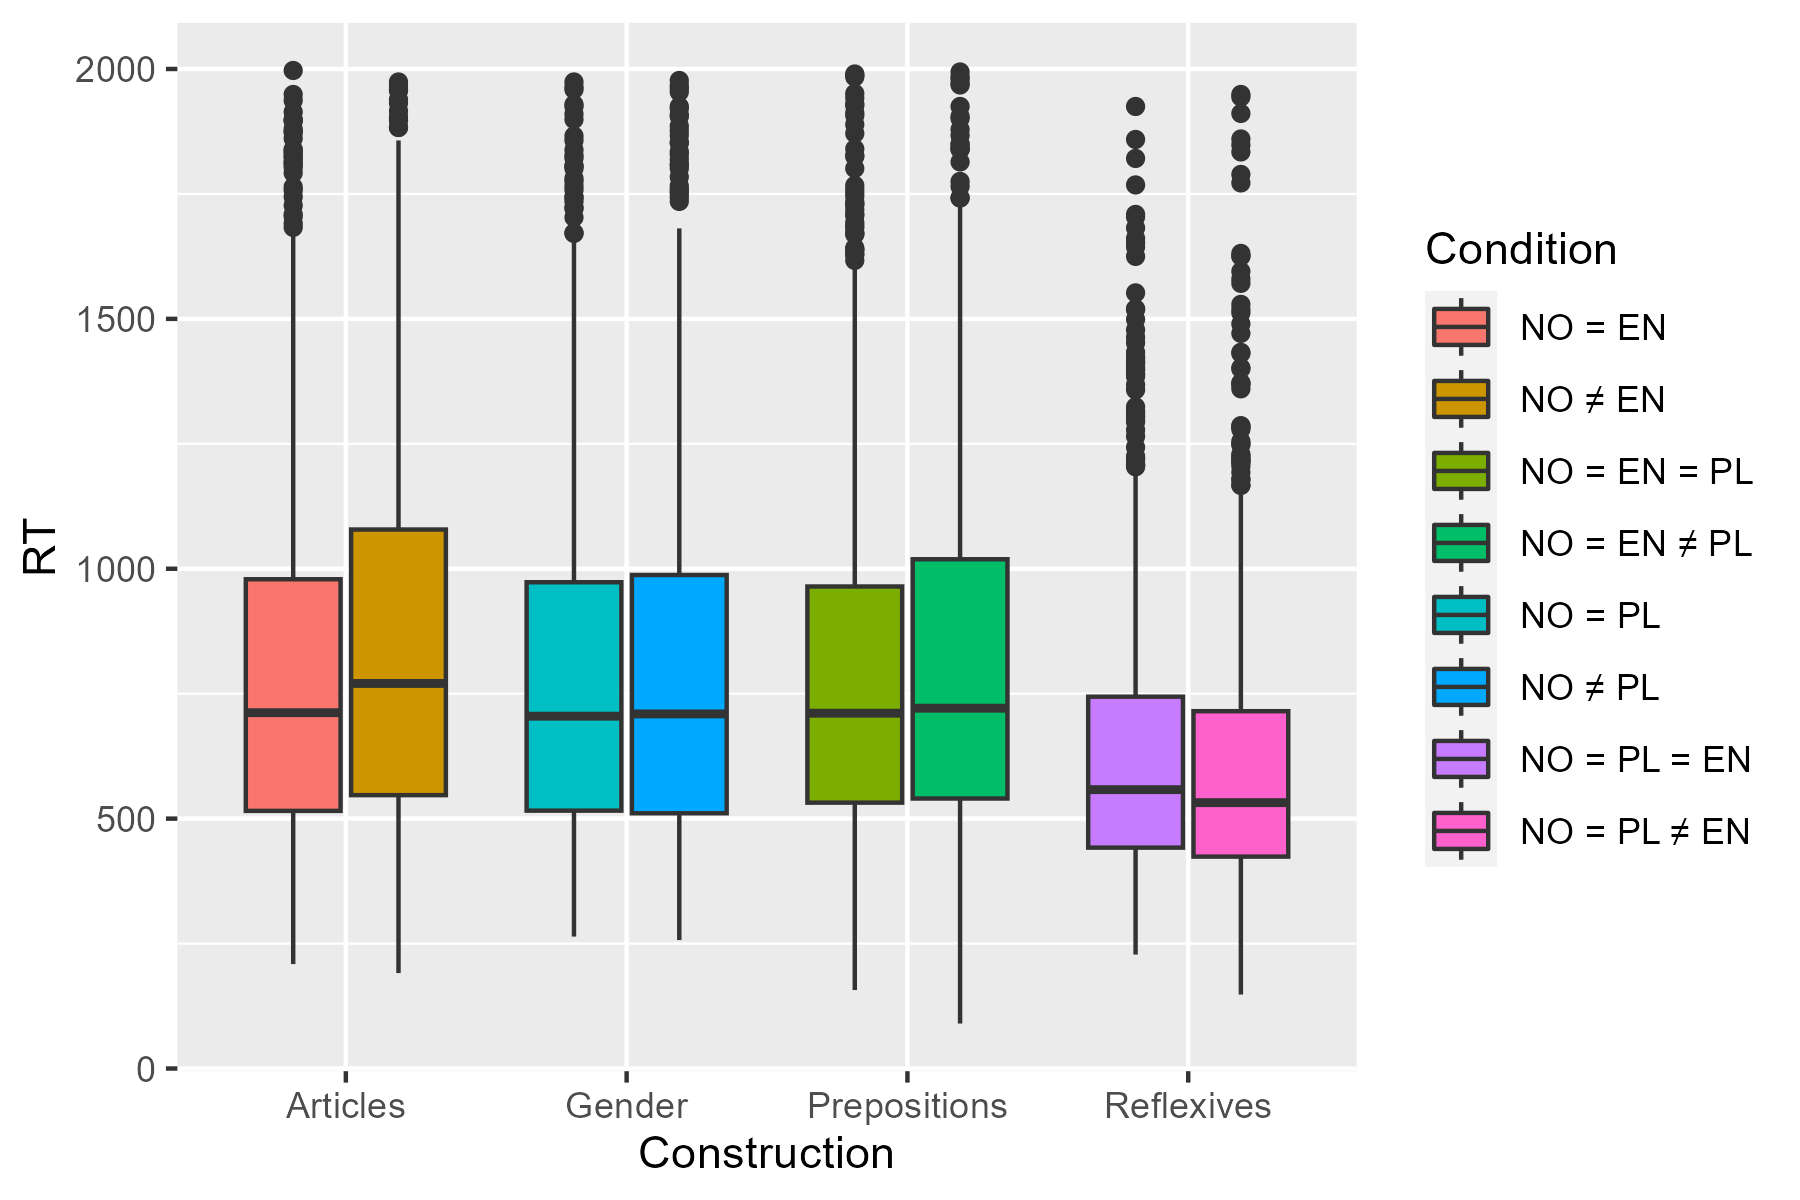 2000
1500
1000
500
0
RT
Articles
Gender
Prepositions
Reflexives
Construction
Condition
NO = EN
NO ≠ EN
NO = EN = PL
NO = EN ≠ PL
NO = PL
NO ≠ PL
NO = PL = EN
NO = PL ≠ EN